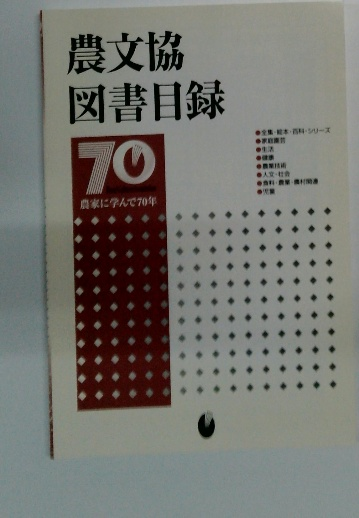 農文協
図書目録
70
農家に学んで70年
●全集・絵本・百科・シリーズ
●家庭園芸
●生活
●健康
●農業技術
●人文・社会
●食料・農業・農村関連
●児童